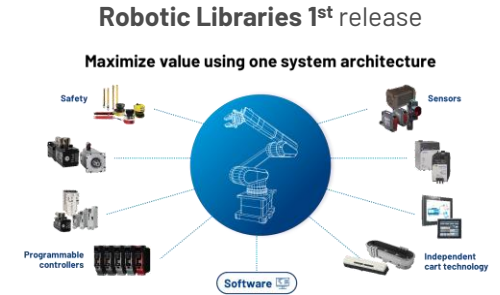 Robotic Libraries 1st release
Maximize value using one system architecture
Safety
Sensors
Programmable
controllers
Independent
cart technology
Software